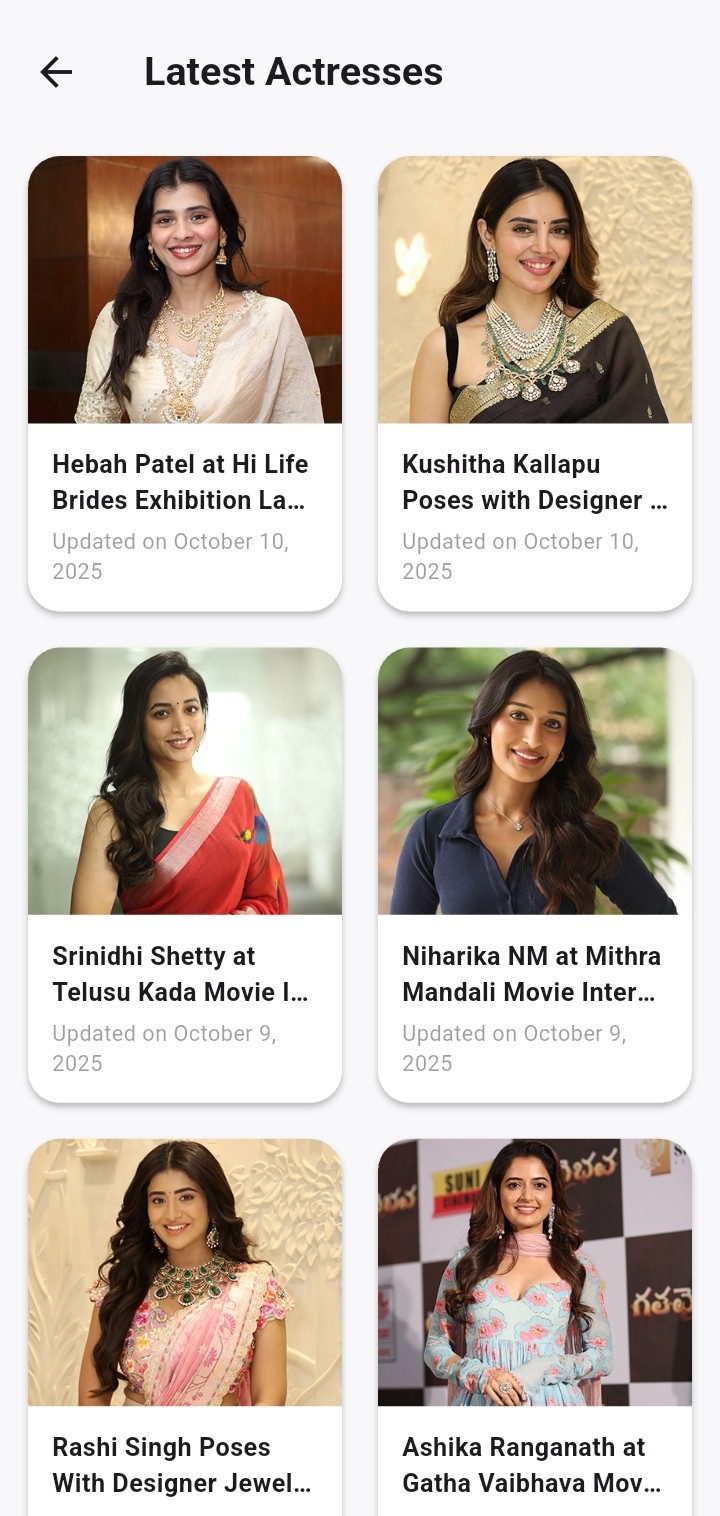 Latest Actresses
Hebah Patel at Hi Life
Brides Exhibition La…
Updated on October 10,
2025
Kushitha Kallapu
Poses with Designer …
Updated on October 10,
2025
Srinidhi Shetty at
Telusu Kada Movie I…
Updated on October 9,
2025
Niharika NM at Mithra
Mandali Movie Inter…
Updated on October 9,
2025
SUNI
Rashi Singh Poses
With Designer Jewel…
Ashika Ranganath at
Gatha Vaibhava Mov…